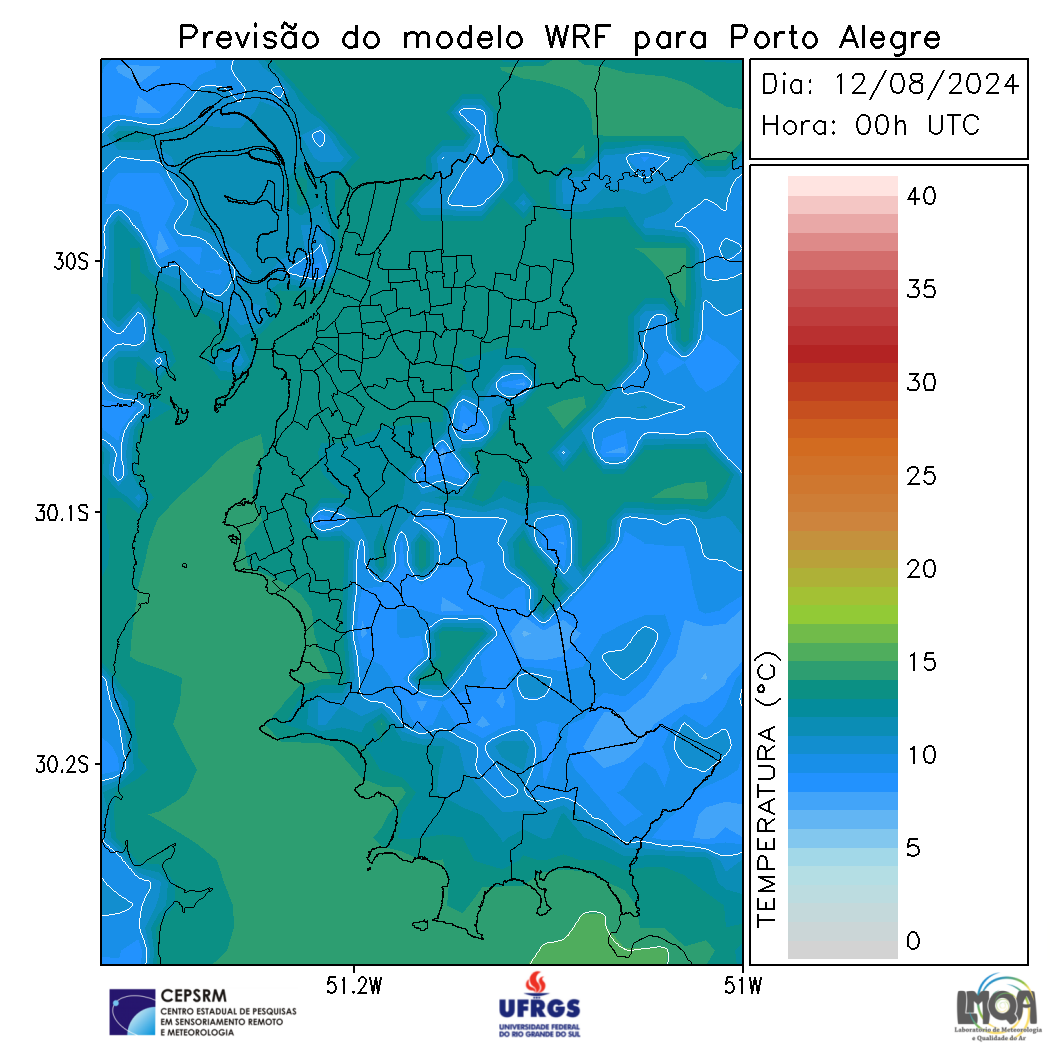 Previsão do modelo WRF para Porto Alegre
Dia: 12/08/2024
Hora: 00h UTC
40
35
30
25
20
15
10
5
0
TEMPERATURA (°C)
30S
30.1S
30.2S
51.2W
51W
CEPSRM
CENTRO ESTADUAL DE PESQUISAS
EM SENSORIAMENTO REMOTO
E METEOROLOGIA
UFRGS
UNIVERSIDADE FEDERAL
DO RIO GRANDE DO SUL
LMQA
Laboratório de Meteorologia
e Qualidade do Ar